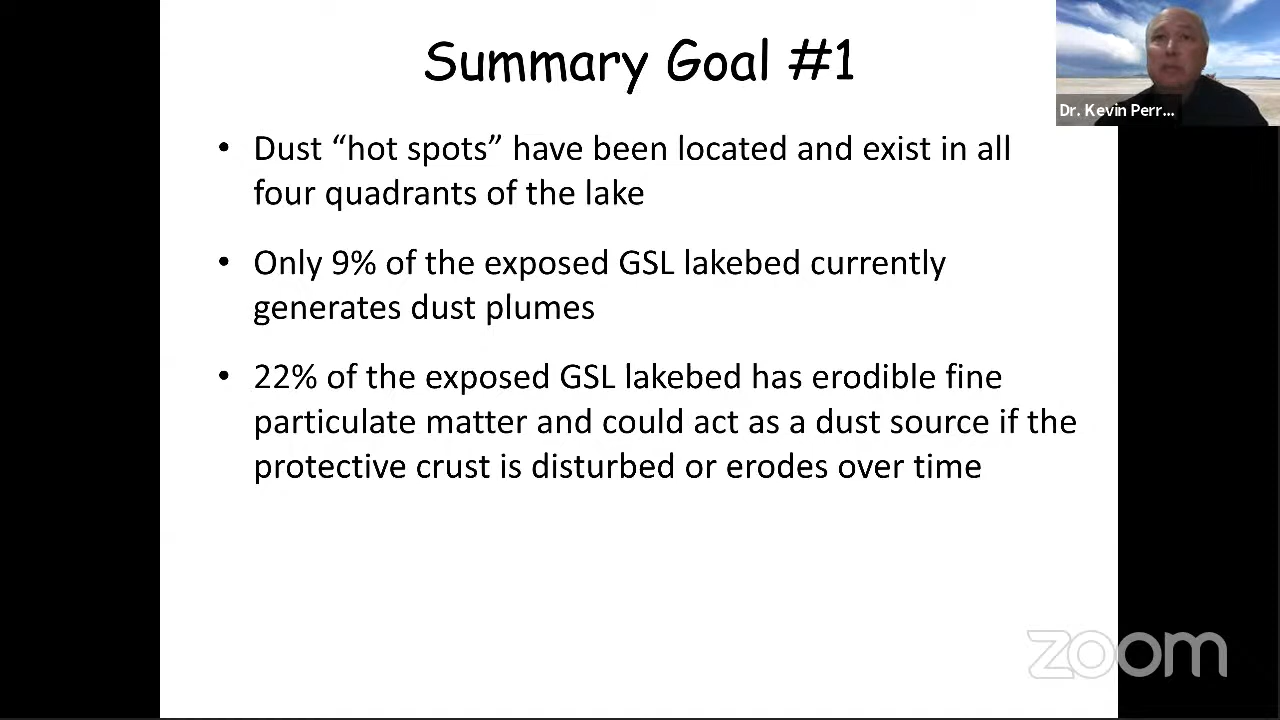 Summary Goal #1
Dr. Kevin Perr...
• Dust “hot spots” have been located and exist in all
four quadrants of the lake
• Only 9% of the exposed GSL lakebed currently
generates dust plumes
• 22% of the exposed GSL lakebed has erodible fine
particulate matter and could act as a dust source if the
protective crust is disturbed or erodes over time
zoom